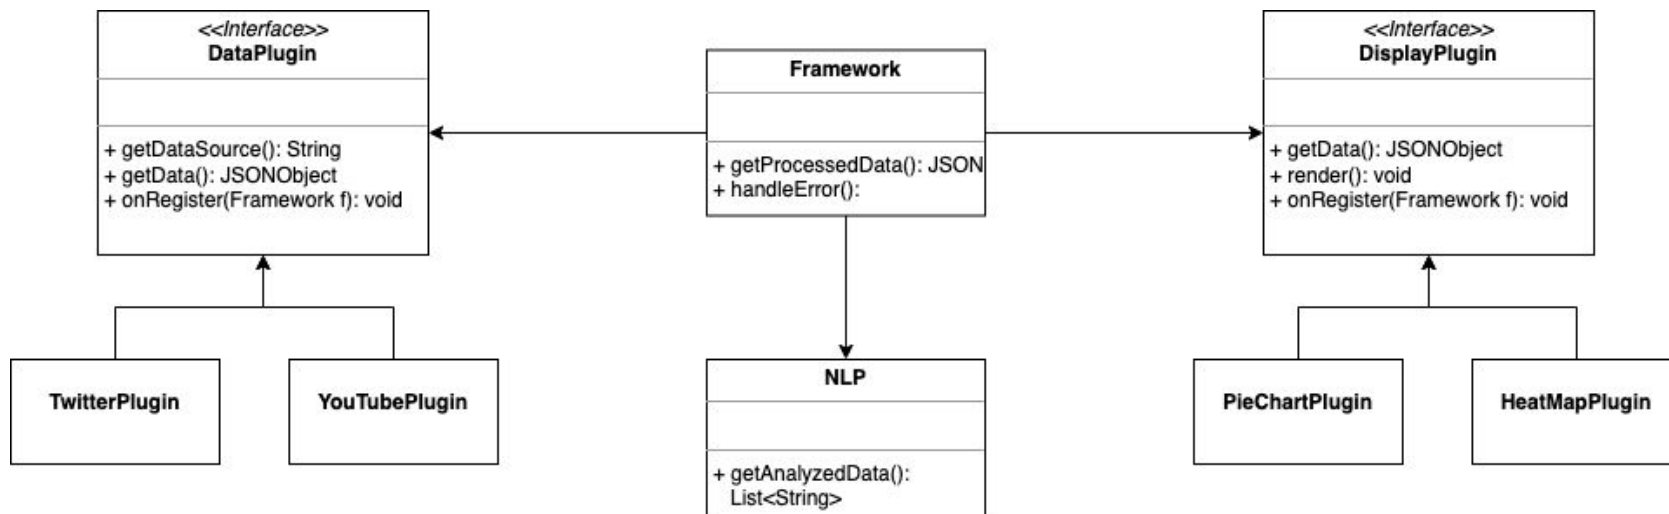 <<Interface>>
DataPlugin
+ getDataSource(): String
+ getData(): JSONObject
+ onRegister(Framework f): void
Framework
+ getProcessedData(): JSON
+ handleError():
<<Interface>>
DisplayPlugin
+ getData(): JSONObject
+ render(): void
+ onRegister(Framework f): void
TwitterPlugin
YouTubePlugin
NLP
+ getAnalyzedData():
List<String>
PieChartPlugin
HeatMapPlugin